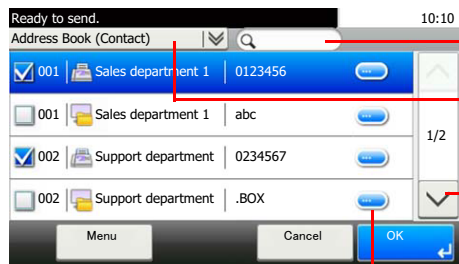 Ready to send. 10:10
Address Book (Contact)
001 Sales department 1 0123456
001 Sales department 1 abc
1/2
002 Support department 0234567
002 Support department .BOX
Menu Cancel OK